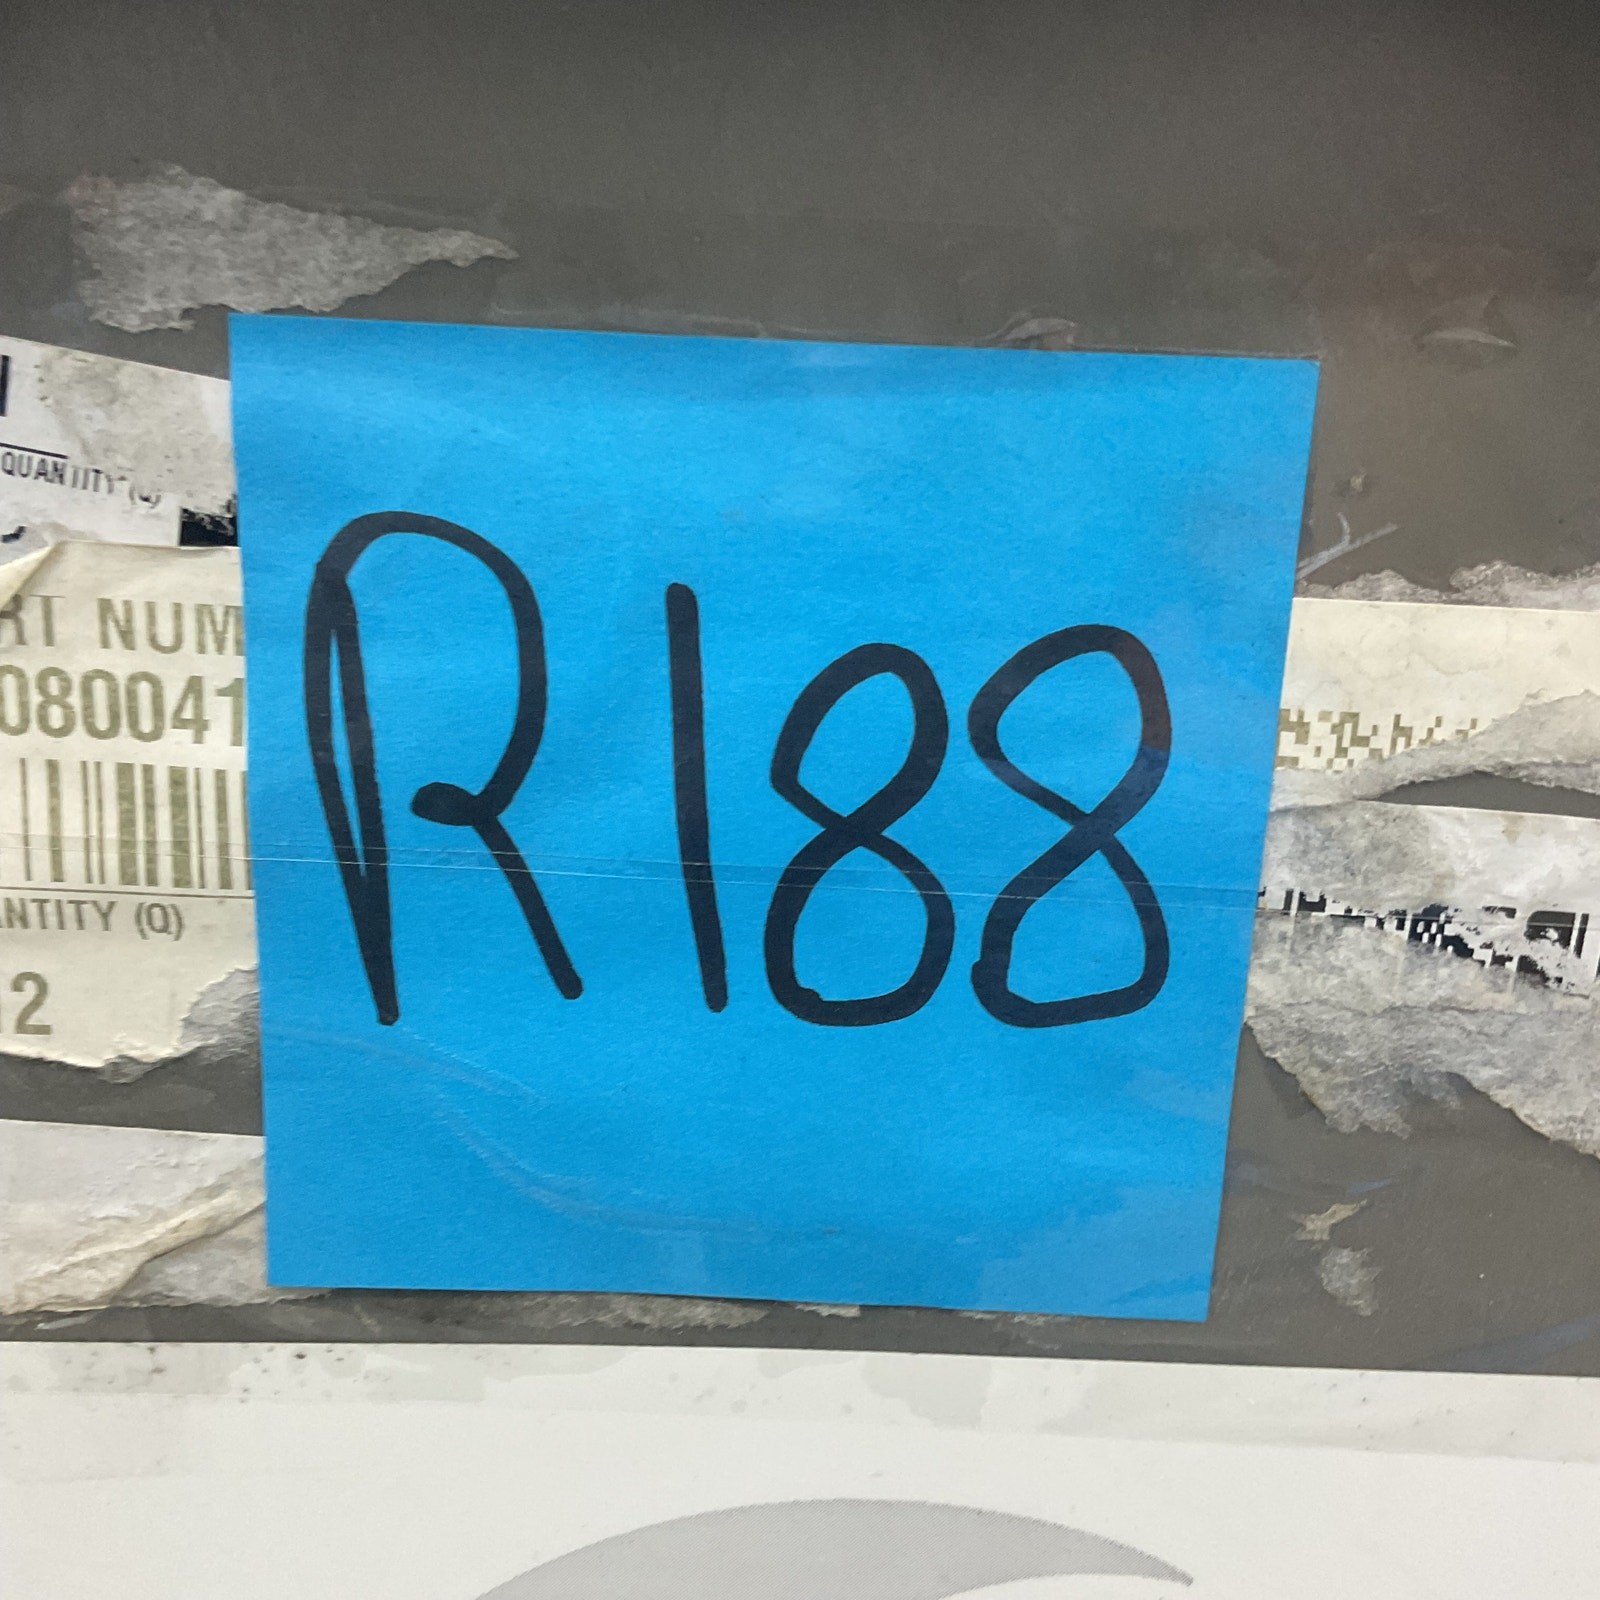 QUANTITY (Q)
RT NUM
080041
R188
ANTITY (Q)
12